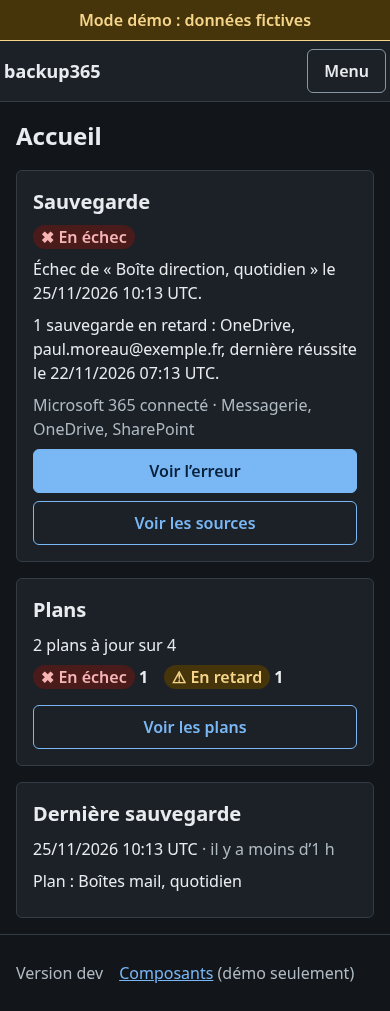 Mode démo : données fictives
backup365
Menu
Accueil
Sauvegarde
✖ En échec
Échec de « Boîte direction, quotidien » le
25/11/2026 10:13 UTC.
1 sauvegarde en retard : OneDrive,
paul.moreau@exemple.fr, dernière réussite
le 22/11/2026 07:13 UTC.
Microsoft 365 connecté · Messagerie,
OneDrive, SharePoint
Voir l’erreur
Voir les sources
Plans
2 plans à jour sur 4
✖ En échec 1 ⚠ En retard 1
Voir les plans
Dernière sauvegarde
25/11/2026 10:13 UTC · il y a moins d’1 h
Plan : Boîtes mail, quotidien
Version dev Composants (démo seulement)